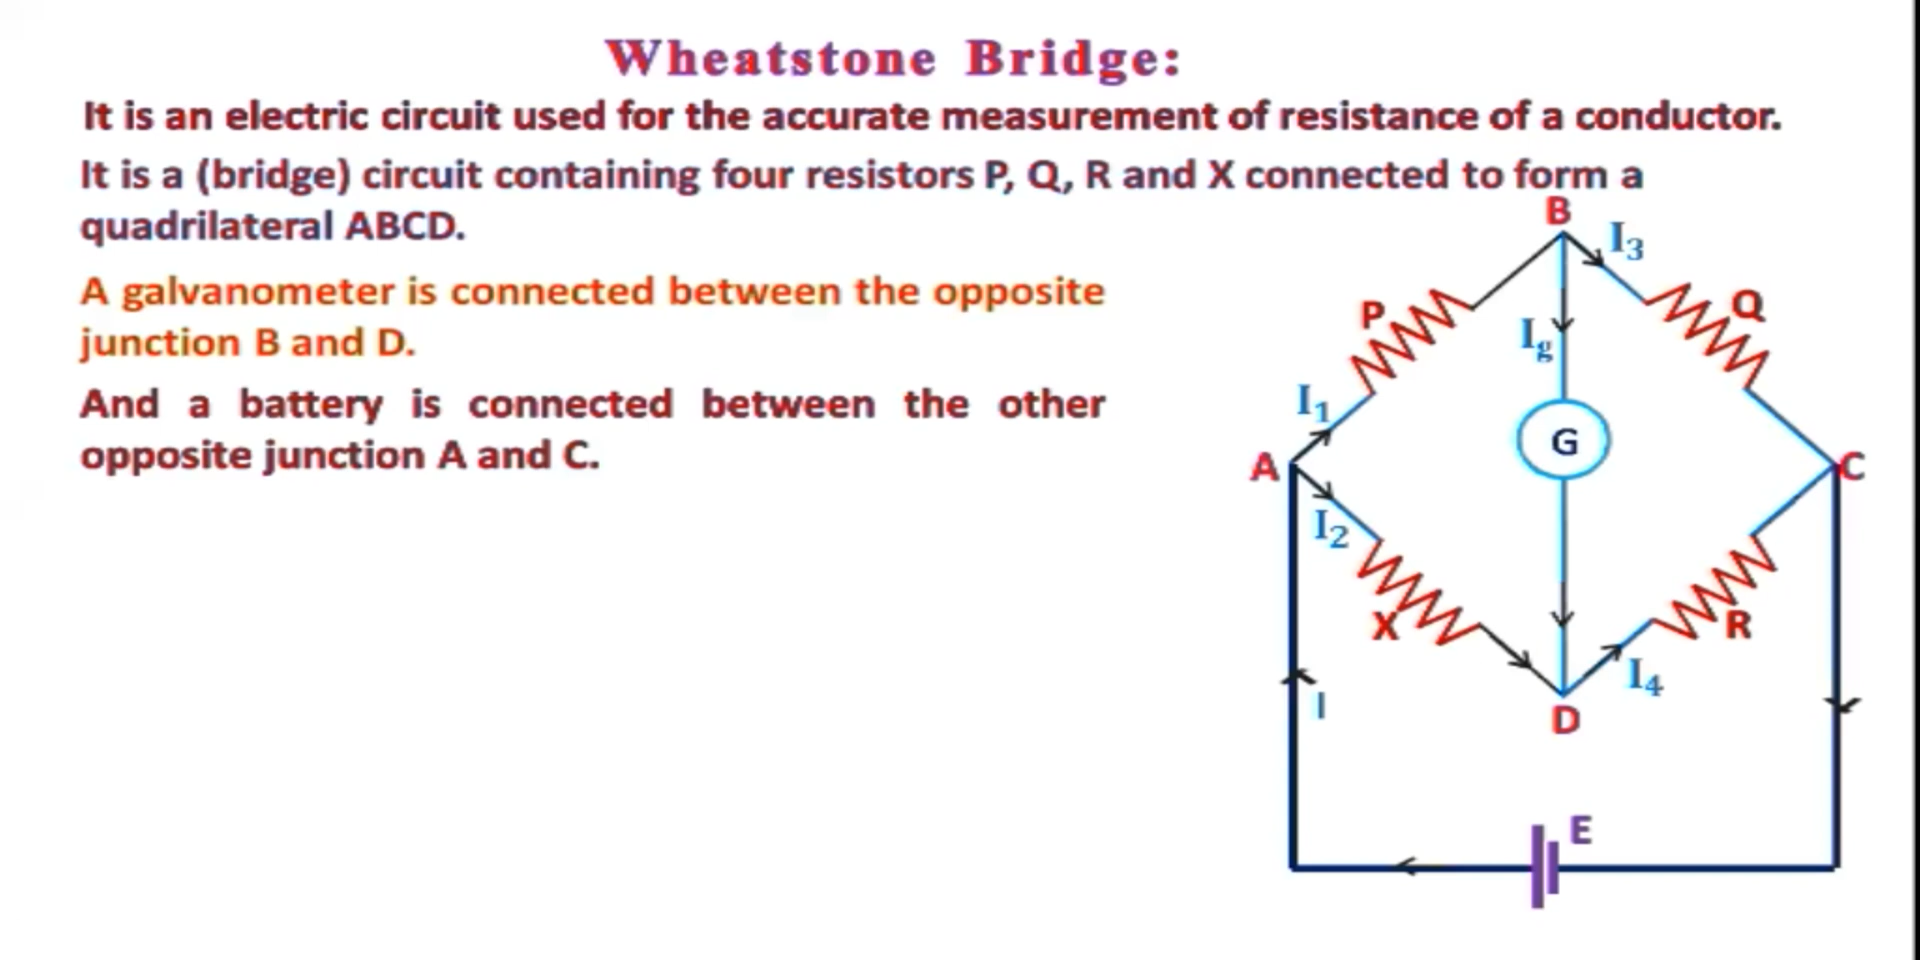 Wheatstone Bridge:
It is an electric circuit used for the accurate measurement of resistance of a conductor.
It is a (bridge) circuit containing four resistors P, Q, R and X connected to form a
quadrilateral ABCD.
A galvanometer is connected between the opposite
junction B and D.
And a battery is connected between the other
opposite junction A and C.
B
I₃
P
Q
I_g
I₁
G
A
C
I₂
X
R
I₄
I
D
E